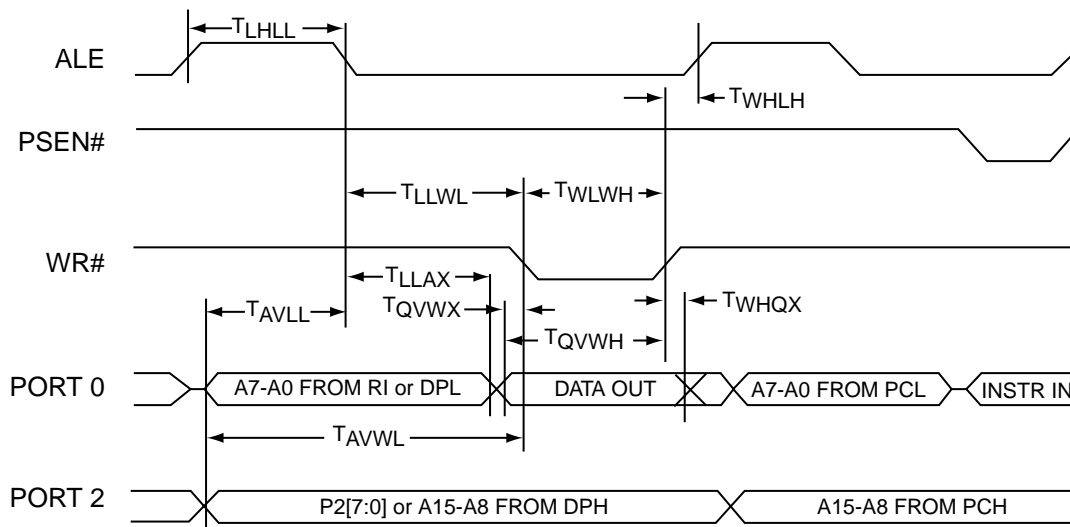 TLHLL
ALE
TWHLH
PSEN#
TLLWL
TWLWH
WR#
TLLAX
TQVWX
TWHQX
TAVLL
TQVWH
PORT 0
A7-A0 FROM RI or DPL
DATA OUT
A7-A0 FROM PCL
INSTR IN
TAVWL
PORT 2
P2[7:0] or A15-A8 FROM DPH
A15-A8 FROM PCH